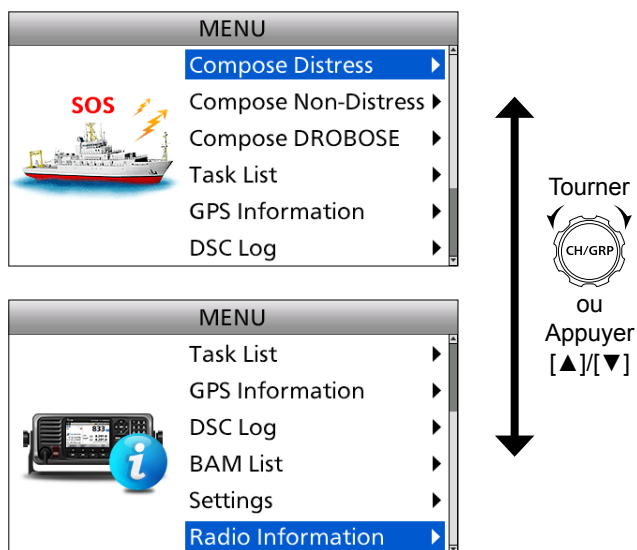 MENU
Compose Distress
Compose Non-Distress
Compose DROBOSE
Task List
GPS Information
DSC Log
SOS
MENU
Task List
GPS Information
DSC Log
BAM List
Settings
Radio Information
833
i
Tourner
CH/GRP
ou
Appuyer
[▲]/[▼]